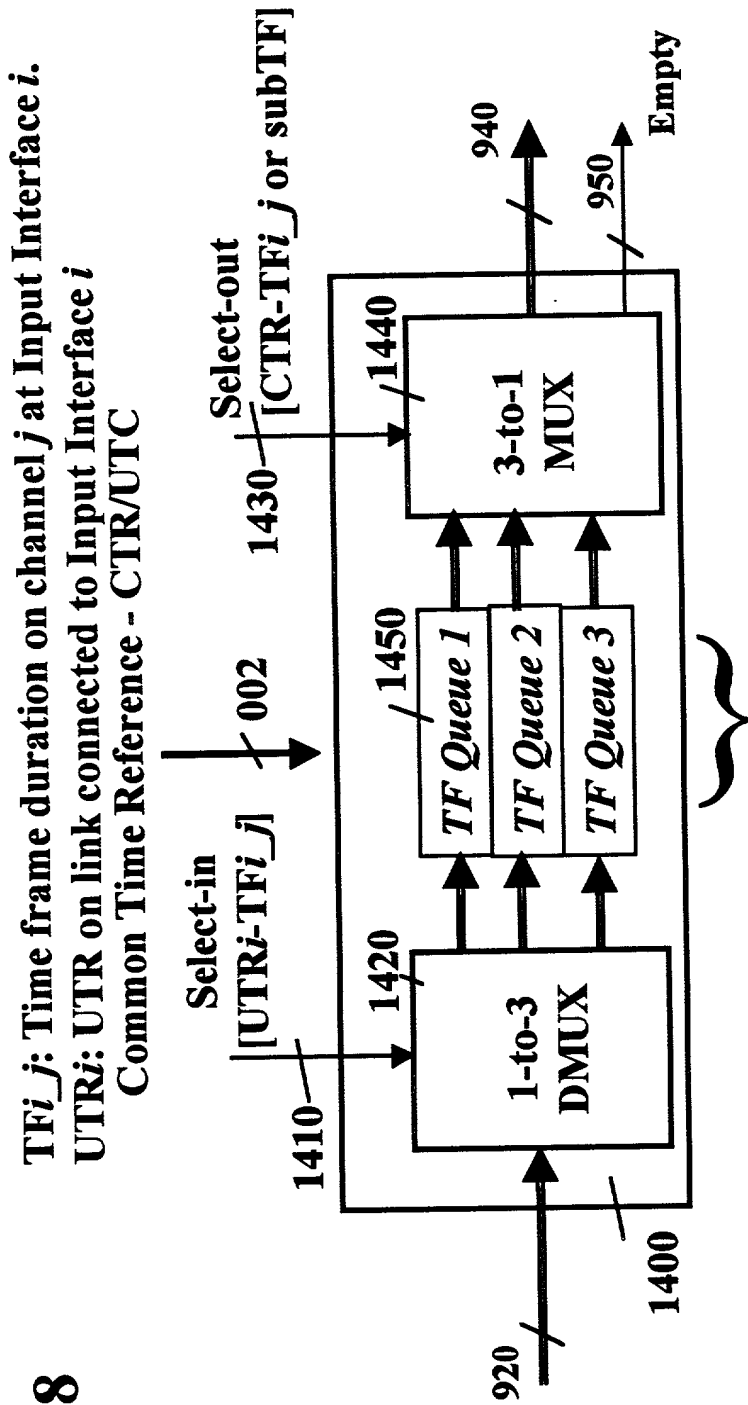 8
TFi_j: Time frame duration on channel j at Input Interface i.
UTRi: UTR on link connected to Input Interface i
Common Time Reference - CTR/UTC
Select-in
[UTRi-TFi_j]
002
Select-out
[CTR-TFi_j or subTF]
1410
1430
1420
1450
1440
920
1-to-3
DMUX
TF Queue 1
TF Queue 2
TF Queue 3
3-to-1
MUX
940
950
Empty
1400